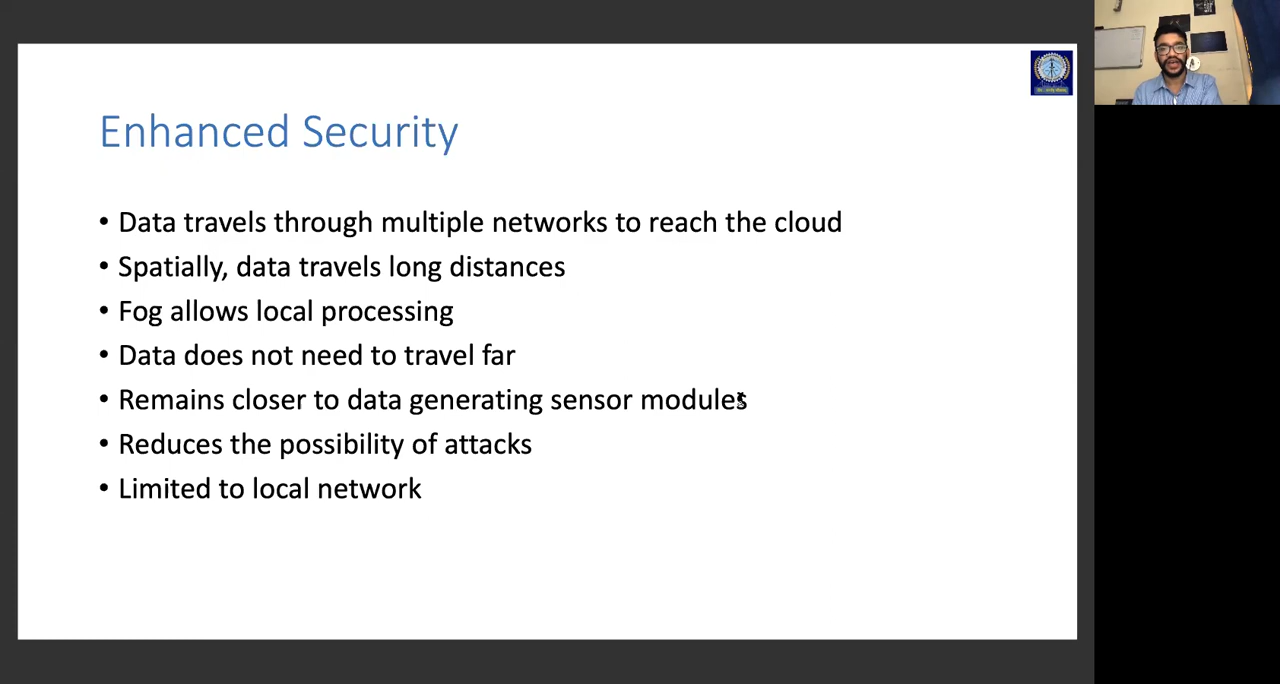 Enhanced Security
• Data travels through multiple networks to reach the cloud
• Spatially, data travels long distances
• Fog allows local processing
• Data does not need to travel far
• Remains closer to data generating sensor modules
• Reduces the possibility of attacks
• Limited to local network